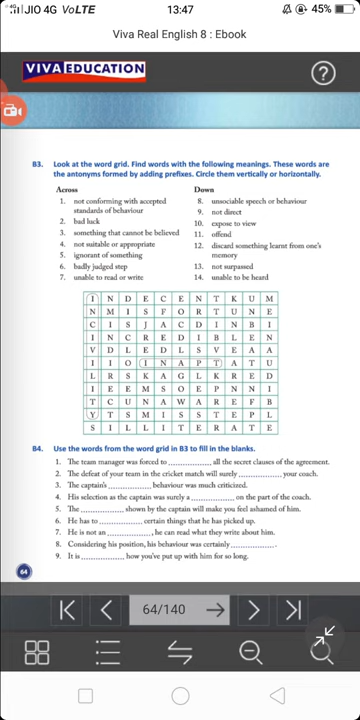 JIO 4G VoLTE 13:47 45%
Viva Real English 8 : Ebook
VIVA EDUCATION
?
B3. Look at the word grid. Find words with the following meanings. These words are
the antonyms formed by adding prefixes. Circle them vertically or horizontally.
Across
1. not conforming with accepted
standards of behaviour
2. bad luck
3. something that cannot be believed
4. not suitable or appropriate
5. ignorant of something
6. badly judged step
7. unable to read or write
Down
8. unsociable speech or behaviour
9. not direct
10. expose to view
11. offend
12. discard something learnt from one's
memory
13. not surpassed
14. unable to be heard
I N D E C E N T K U M
N M I S F O R T U N E
C I S J A C D I N B I
I N C R E D I B L E N
V D L E D L S V E A A
I I O I N A P T A T U
L R S K A G L K R E D
I E E M S O E P N N I
T C U N A W A R E F B
Y T S M I S S T E P L
S I L L I T E R A T E
B4. Use the words from the word grid in B3 to fill in the blanks.
1. The team manager was forced to .................. all the secret clauses of the agreement.
2. The defeat of your team in the cricket match will surely .................. your coach.
3. The captain's .................. behaviour was much criticized.
4. His selection as the captain was surely a .................. on the part of the coach.
5. The .................. shown by the captain will make you feel ashamed of him.
6. He has to .................. certain things that he has picked up.
7. He is not an .................. , he can read what they write about him.
8. Considering his position, his behaviour was certainly .................. .
9. It is .................. how you've put up with him for so long.
64
64/140